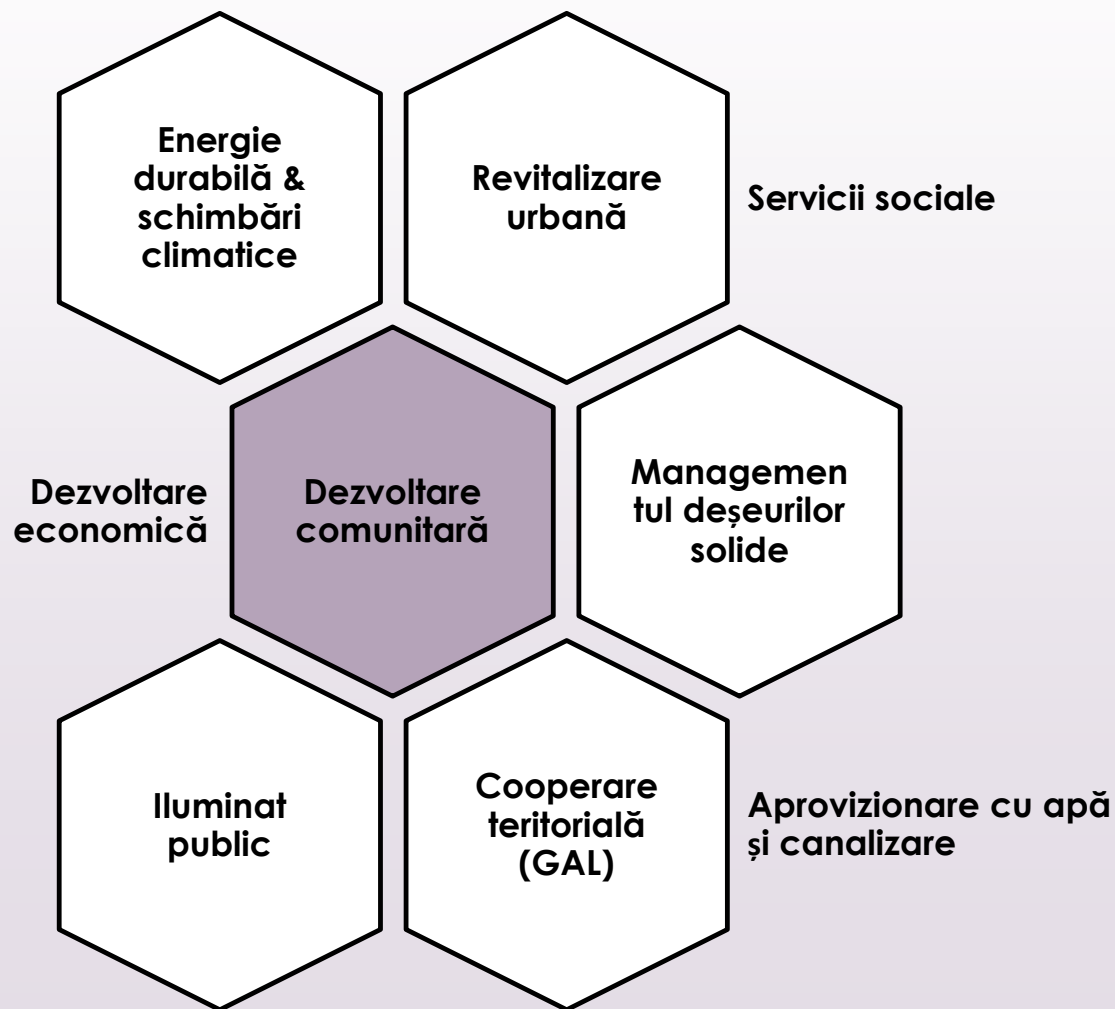 Energie
durabilă &
schimbări
climatice
Revitalizare
urbană
Servicii sociale
Dezvoltare
economică
Dezvoltare
comunitară
Managemen
tul deșeurilor
solide
Iluminat
public
Cooperare
teritorială
(GAL)
Aprovizionare cu apă
și canalizare